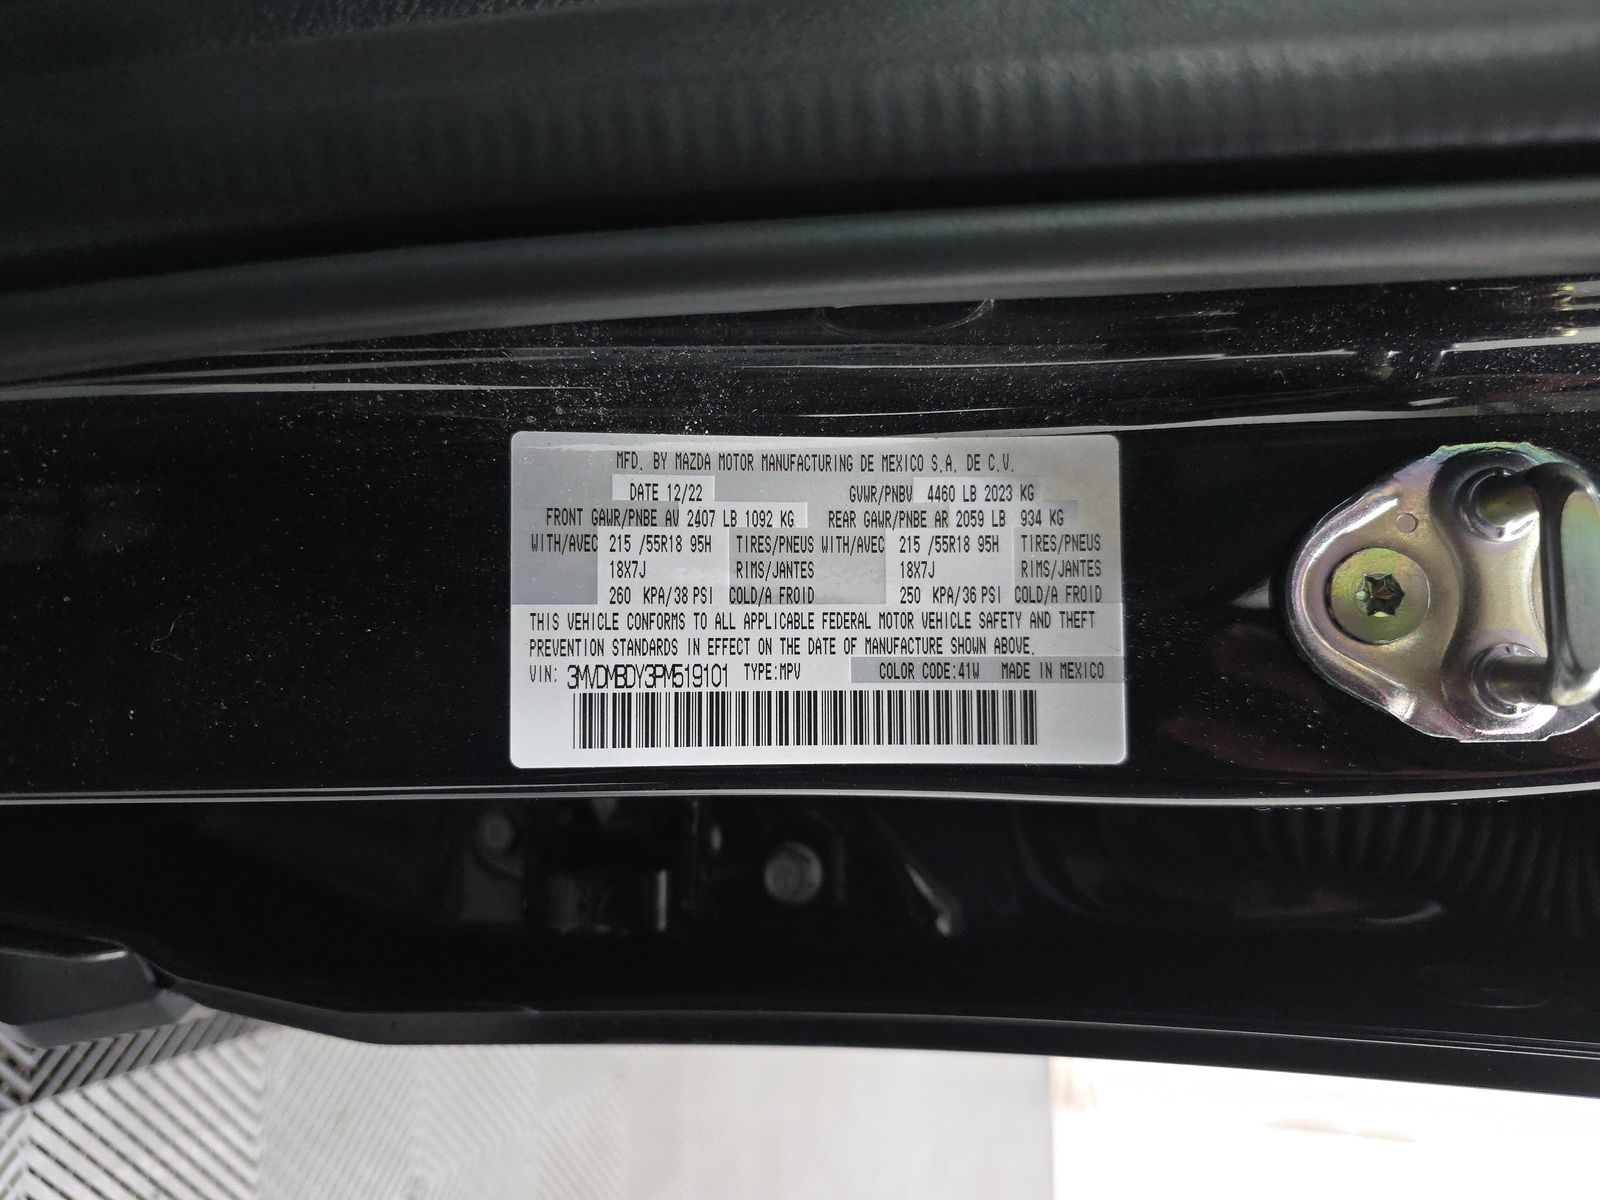 MFD. BY MAZDA MOTOR MANUFACTURING DE MEXICO S.A. DE C.V.
DATE 12/22 GVWR/PNBV 4460 LB 2023 KG
FRONT GAWR/PNBE AV 2407 LB 1092 KG REAR GAWR/PNBE AR 2059 LB 934 KG
WITH/AVEC 215 /55R18 95H TIRES/PNEUS WITH/AVEC 215 /55R18 95H TIRES/PNEUS
18X7J RIMS/JANTES 18X7J RIMS/JANTES
260 KPA/38 PSI COLD/A FROID 250 KPA/36 PSI COLD/A FROID
THIS VEHICLE CONFORMS TO ALL APPLICABLE FEDERAL MOTOR VEHICLE SAFETY AND THEFT
PREVENTION STANDARDS IN EFFECT ON THE DATE OF MANUFACTURE SHOWN ABOVE.
VIN: 3MVDMBDY3PM519101 TYPE:MPV COLOR CODE:41W MADE IN MEXICO